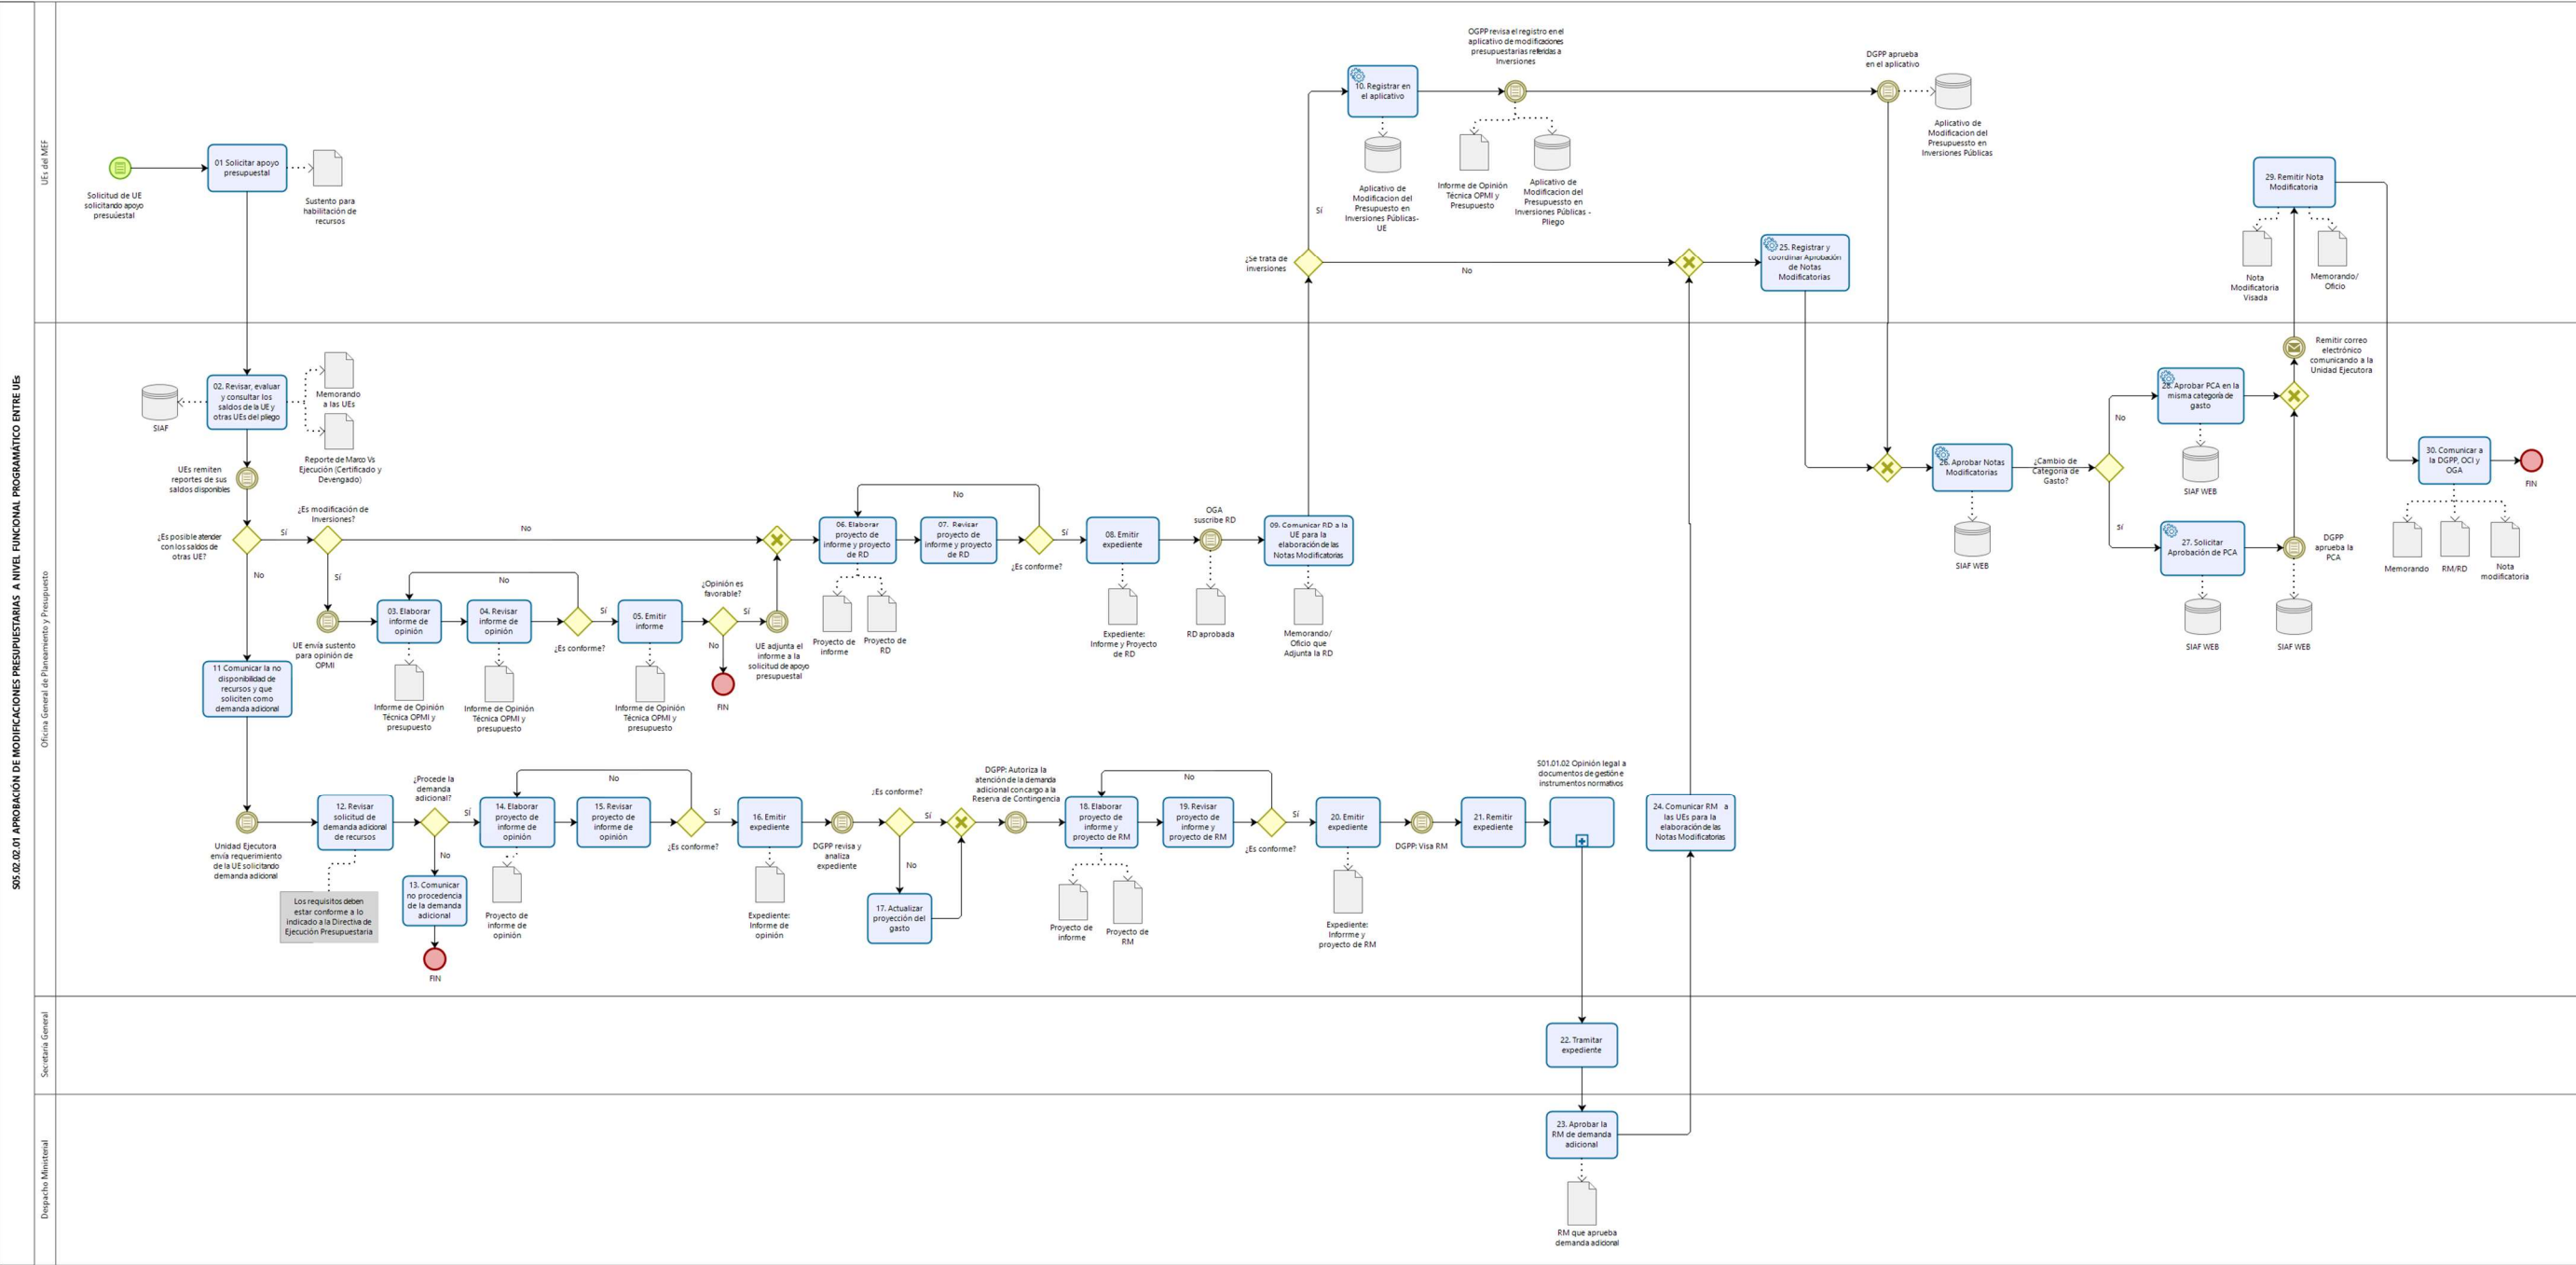 S05.02.02.01 APROBACIÓN DE MODIFICACIONES PRESUPUESTARIAS A NIVEL FUNCIONAL PROGRAMÁTICO ENTRE UEs
UEs del MEF
Solicitud de UE
solicitando apoyo
presuúestal
01 Solicitar apoyo
presupuestal
Sustento para
habilitación de
recursos
¿Se trata de
inversiones
Sí
No
10. Registrar en
el aplicativo
Aplicativo de
Modificacion del
Presupuesto en
Inversiones Públicas-
UE
OGPP revisa el registro en el
aplicativo de modificaciones
presupuestarias referidas a
Inversiones
Informe de Opinión
Técnica OPMI y
Presupuesto
Aplicativo de
Modificacion del
Presupuessto en
Inversiones Públicas -
Pliego
DGPP aprueba
en el aplicativo
Aplicativo de
Modificacion del
Presupuessto en
Inversiones Públicas
25. Registrar y
coordinar Aprobación
de Notas
Modificatorias
29. Remitir Nota
Modificatoria
Nota
Modificatoria
Visada
Memorando/
Oficio
Oficina General de Planeamiento y Presupuesto
02. Revisar, evaluar
y consultar los
saldos de la UE y
otras UEs del pliego
SIAF
Memorando
a las UEs
Reporte de Marco Vs
Ejecución (Certificado y
Devengado)
UEs remiten
reportes de sus
saldos disponibles
¿Es posible atender
con los saldos de
otras UE?
Sí
No
¿Es modificación de
Inversiones?
No
Sí
UE envía sustento
para opinión de
OPMI
03. Elaborar
informe de
opinión
Informe de Opinión
Técnica OPMI y
presupuesto
04. Revisar
informe de
opinión
Informe de Opinión
Técnica OPMI y
presupuesto
No
¿Es conforme?
Sí
05. Emitir
informe
Informe de Opinión
Técnica OPMI y
presupuesto
¿Opinión es
favorable?
Sí
No
FIN
UE adjunta el
informe a la
solicitud de apoyo
presupuestal
06. Elaborar
proyecto de
informe y proyecto
de RD
Proyecto de
informe
Proyecto de
RD
07. Revisar
proyecto de
informe y proyecto
de RD
No
¿Es conforme?
Sí
08. Emitir
expediente
Expediente:
Informe y Proyecto
de RD
OGA
suscribe RD
RD aprobada
09. Comunicar RD a la
UE para la
elaboración de las
Notas Modificatorias
Memorando/
Oficio que
Adjunta la RD
26. Aprobar Notas
Modificatorias
SIAF WEB
¿Cambio de
Categoría de
Gasto?
No
Sí
28. Aprobar PCA en la
misma categoría de
gasto
SIAF WEB
27. Solicitar
Aprobación de PCA
SIAF WEB
DGPP
aprueba la
PCA
SIAF WEB
Remitir correo
electrónico
comunicando a la
Unidad Ejecutora
30. Comunicar a
la DGPP, OCI y
OGA
Memorando
RM/RD
Nota
modificatoria
FIN
11 Comunicar la no
disponibilidad de
recursos y que
soliciten como
demanda adicional
Unidad Ejecutora
envía requerimiento
de la UE solicitando
demanda adicional
12. Revisar
solicitud de
demanda adicional
de recursos
Los requisitos deben
estar conforme a lo
indicado a la Directiva de
Ejecución Presupuestaria
¿Procede la
demanda
adicional?
Sí
No
13. Comunicar
no procedencia
de la demanda
adicional
FIN
14. Elaborar
proyecto de
informe de
opinión
Proyecto de
informe de
opinión
15. Revisar
proyecto de
informe de
opinión
No
¿Es conforme?
Sí
16. Emitir
expediente
Expediente:
Informe de
opinión
DGPP revisa y
analiza
expediente
¿Es conforme?
Sí
No
17. Actualizar
proyección del
gasto
DGPP: Autoriza la
atención de la demanda
adicional con cargo a la
Reserva de Contingencia
18. Elaborar
proyecto de
informe y
proyecto de RM
Proyecto de
informe
Proyecto de
RM
19. Revisar
proyecto de
informe y
proyecto de RM
No
¿Es conforme?
Sí
20. Emitir
expediente
Expediente:
Inforrme y
proyecto de RM
DGPP: Visa RM
21. Remitir
expediente
S01.01.02 Opinión legal a
documentos de gestión e
instrumentos normativos
24. Comunicar RM a
las UEs para la
elaboración de las
Notas Modificatorias
Secretaría General
22. Tramitar
expediente
Despacho Ministerial
23. Aprobar la
RM de demanda
adicional
RM que aprueba
demanda adicional